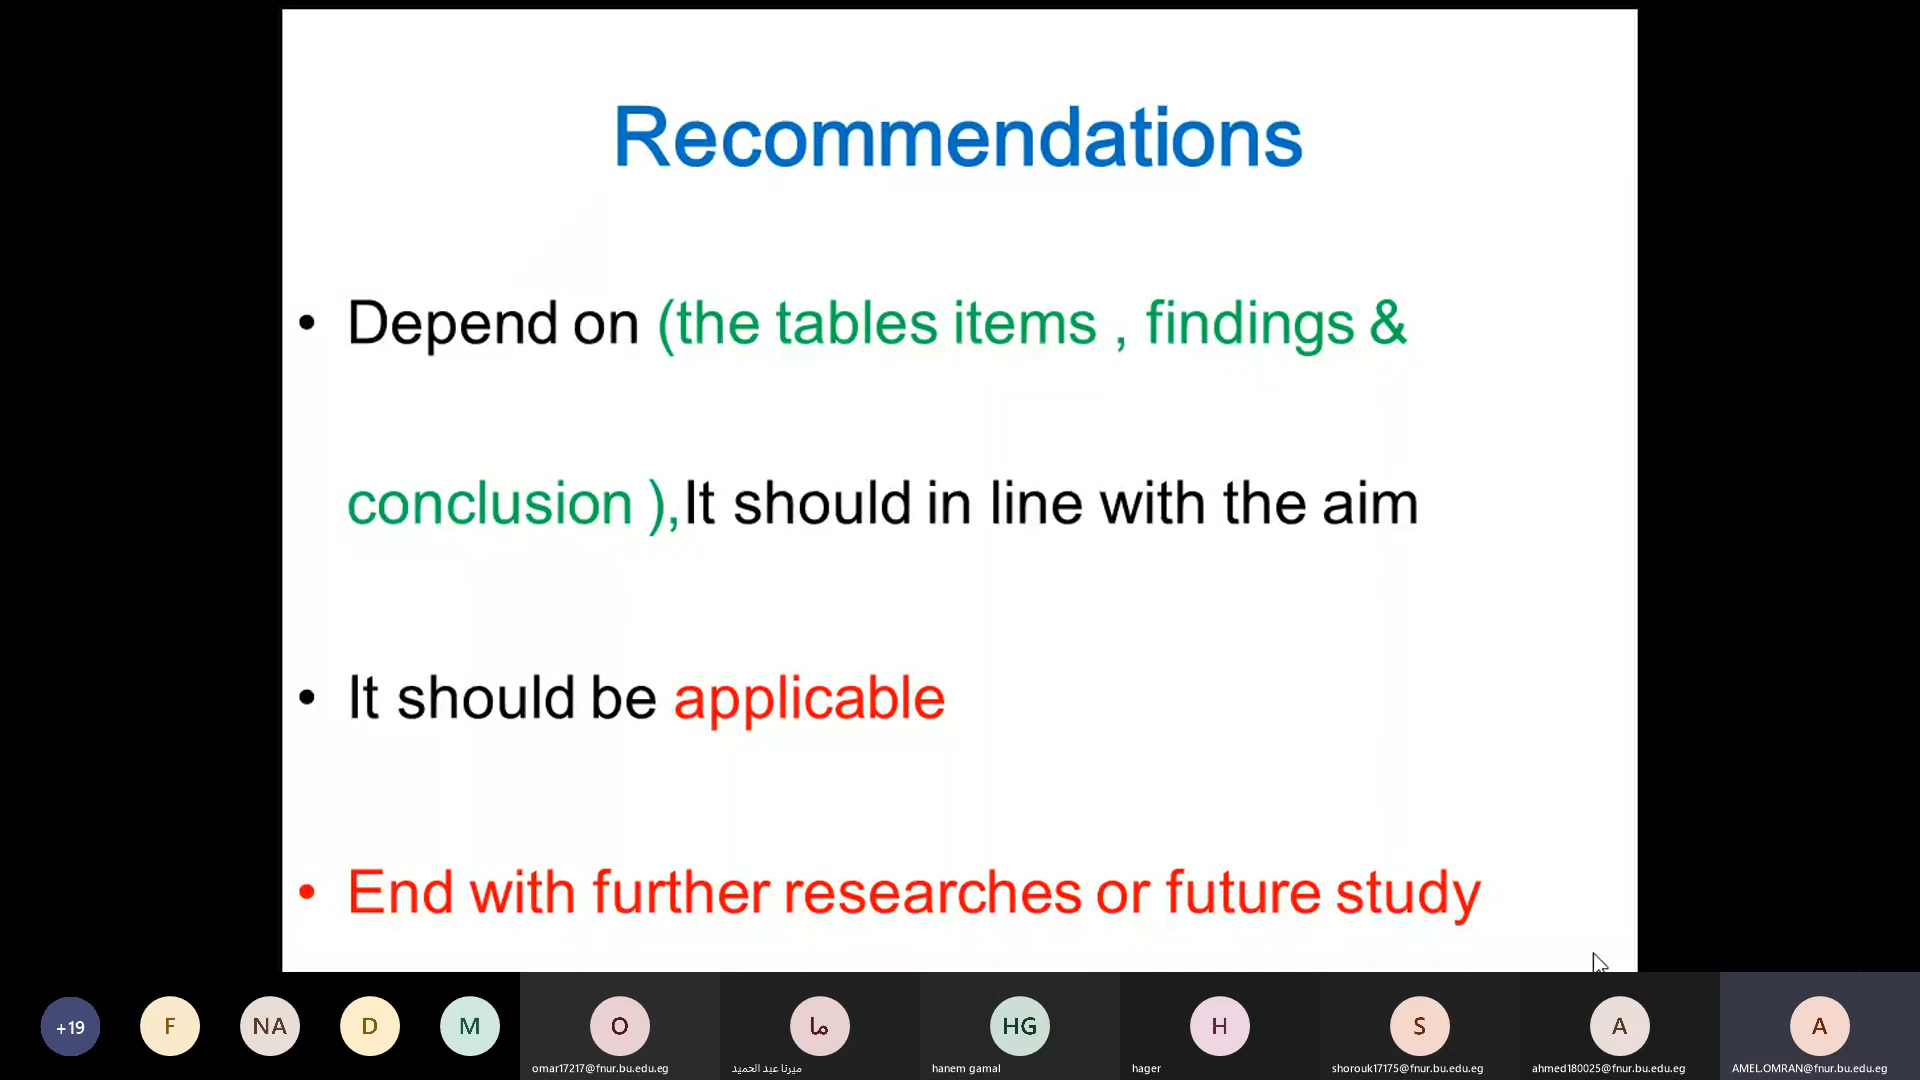 Recommendations
• Depend on (the tables items , findings &
conclusion ),It should in line with the aim
• It should be applicable
• End with further researches or future study
+19
F
NA
D
M
O
ما
HG
H
S
A
A
omar17217@fnur.bu.edu.eg
ميرنا عبد الحميد
hanem gamal
hager
shorouk17175@fnur.bu.edu.eg
ahmed180025@fnur.bu.edu.eg
AMEL.OMRAN@fnur.bu.edu.eg